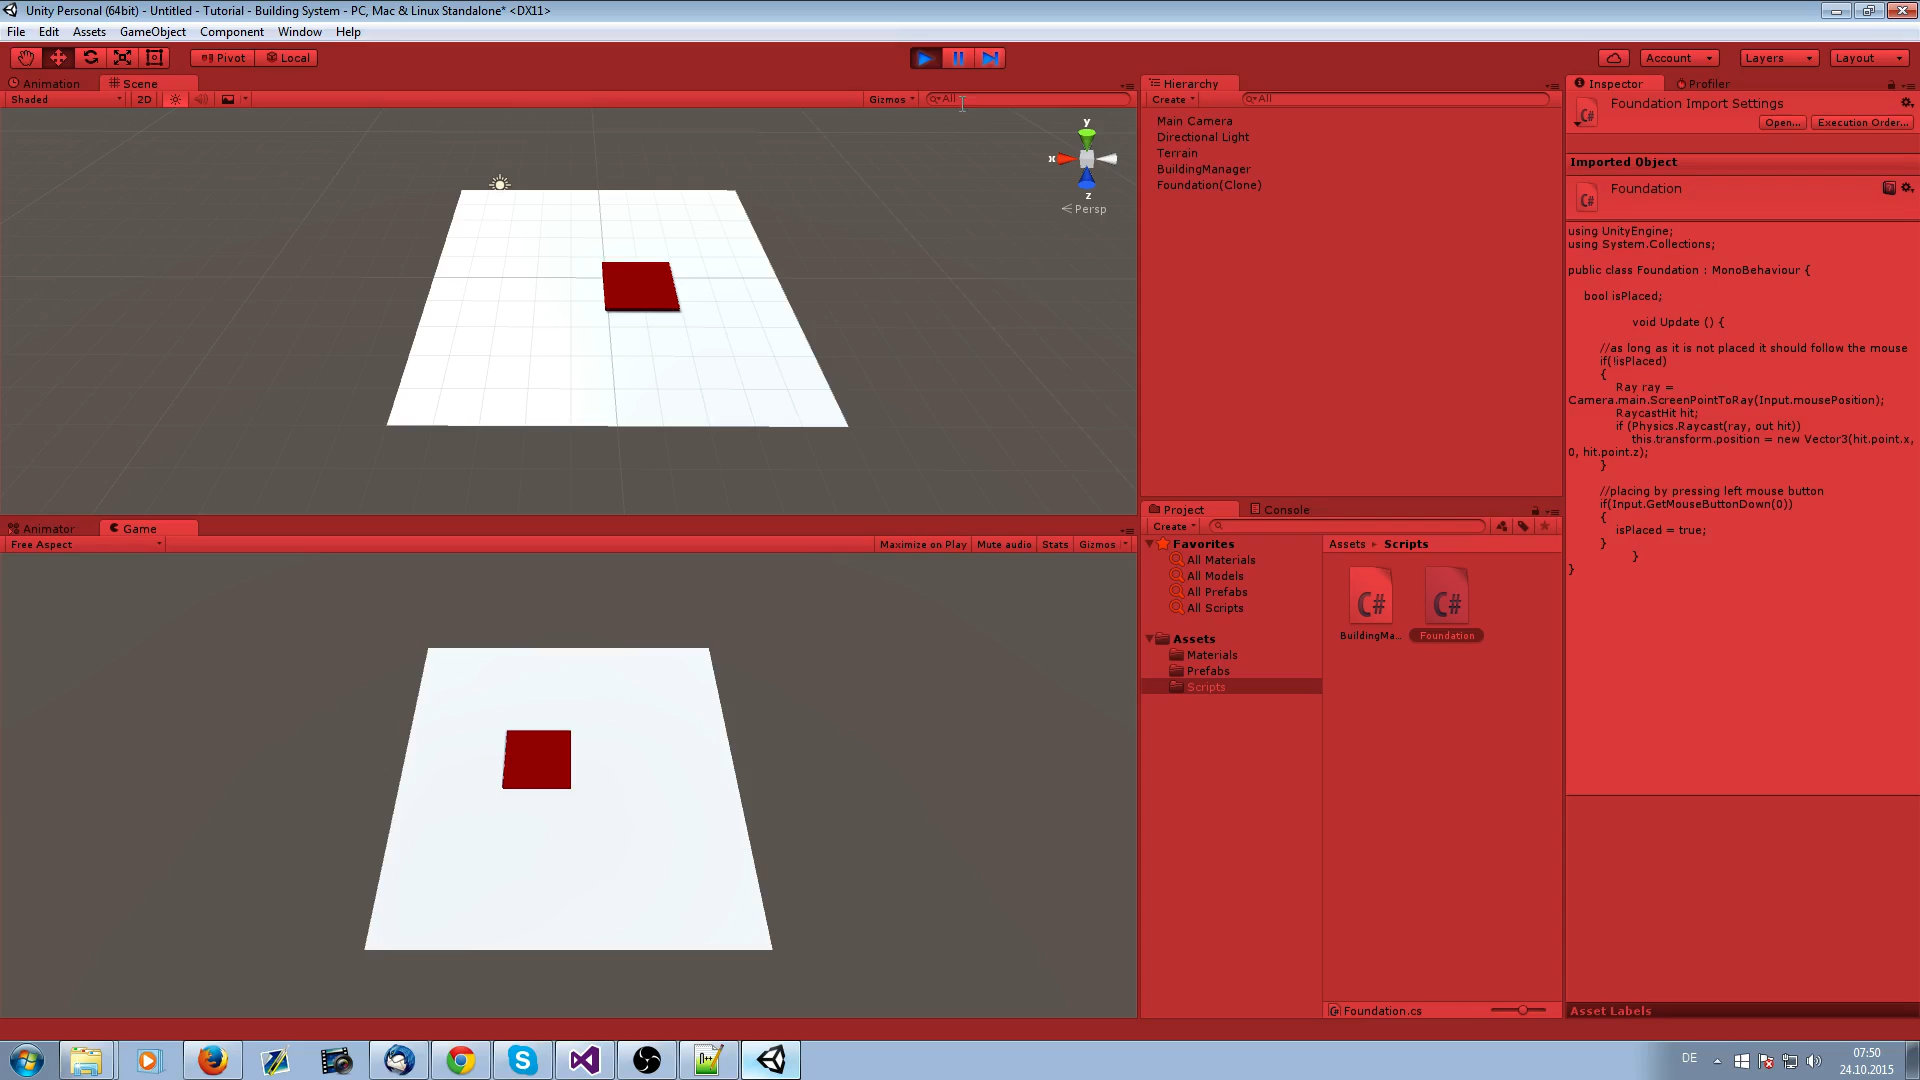 Unity Personal (64bit) - Untitled - Tutorial - Building System - PC, Mac & Linux Standalone* <DX11>
File Edit Assets GameObject Component Window Help
Pivot Local
Account Layers Layout
Animation Scene
Shaded 2D Gizmos All
y
x
z
Persp
Hierarchy
Create All
Main Camera
Directional Light
Terrain
BuildingManager
Foundation(Clone)
Inspector Profiler
Foundation Import Settings
Open... Execution Order...
Imported Object
Foundation
using UnityEngine;
using System.Collections;
public class Foundation : MonoBehaviour {
bool isPlaced;
void Update () {
//as long as it is not placed it should follow the mouse
if(!isPlaced)
{
Ray ray =
Camera.main.ScreenPointToRay(Input.mousePosition);
RaycastHit hit;
if (Physics.Raycast(ray, out hit))
this.transform.position = new Vector3(hit.point.x,
0, hit.point.z);
}
//placing by pressing left mouse button
if(Input.GetMouseButtonDown(0))
{
isPlaced = true;
}
}
}
Asset Labels
Animator Game
Free Aspect Maximize on Play Mute audio Stats Gizmos
Project Console
Create
Favorites
All Materials
All Models
All Prefabs
All Scripts
Assets
Materials
Prefabs
Scripts
Assets Scripts
C# C#
BuildingMa... Foundation
Foundation.cs
DE
07:50
24.10.2015